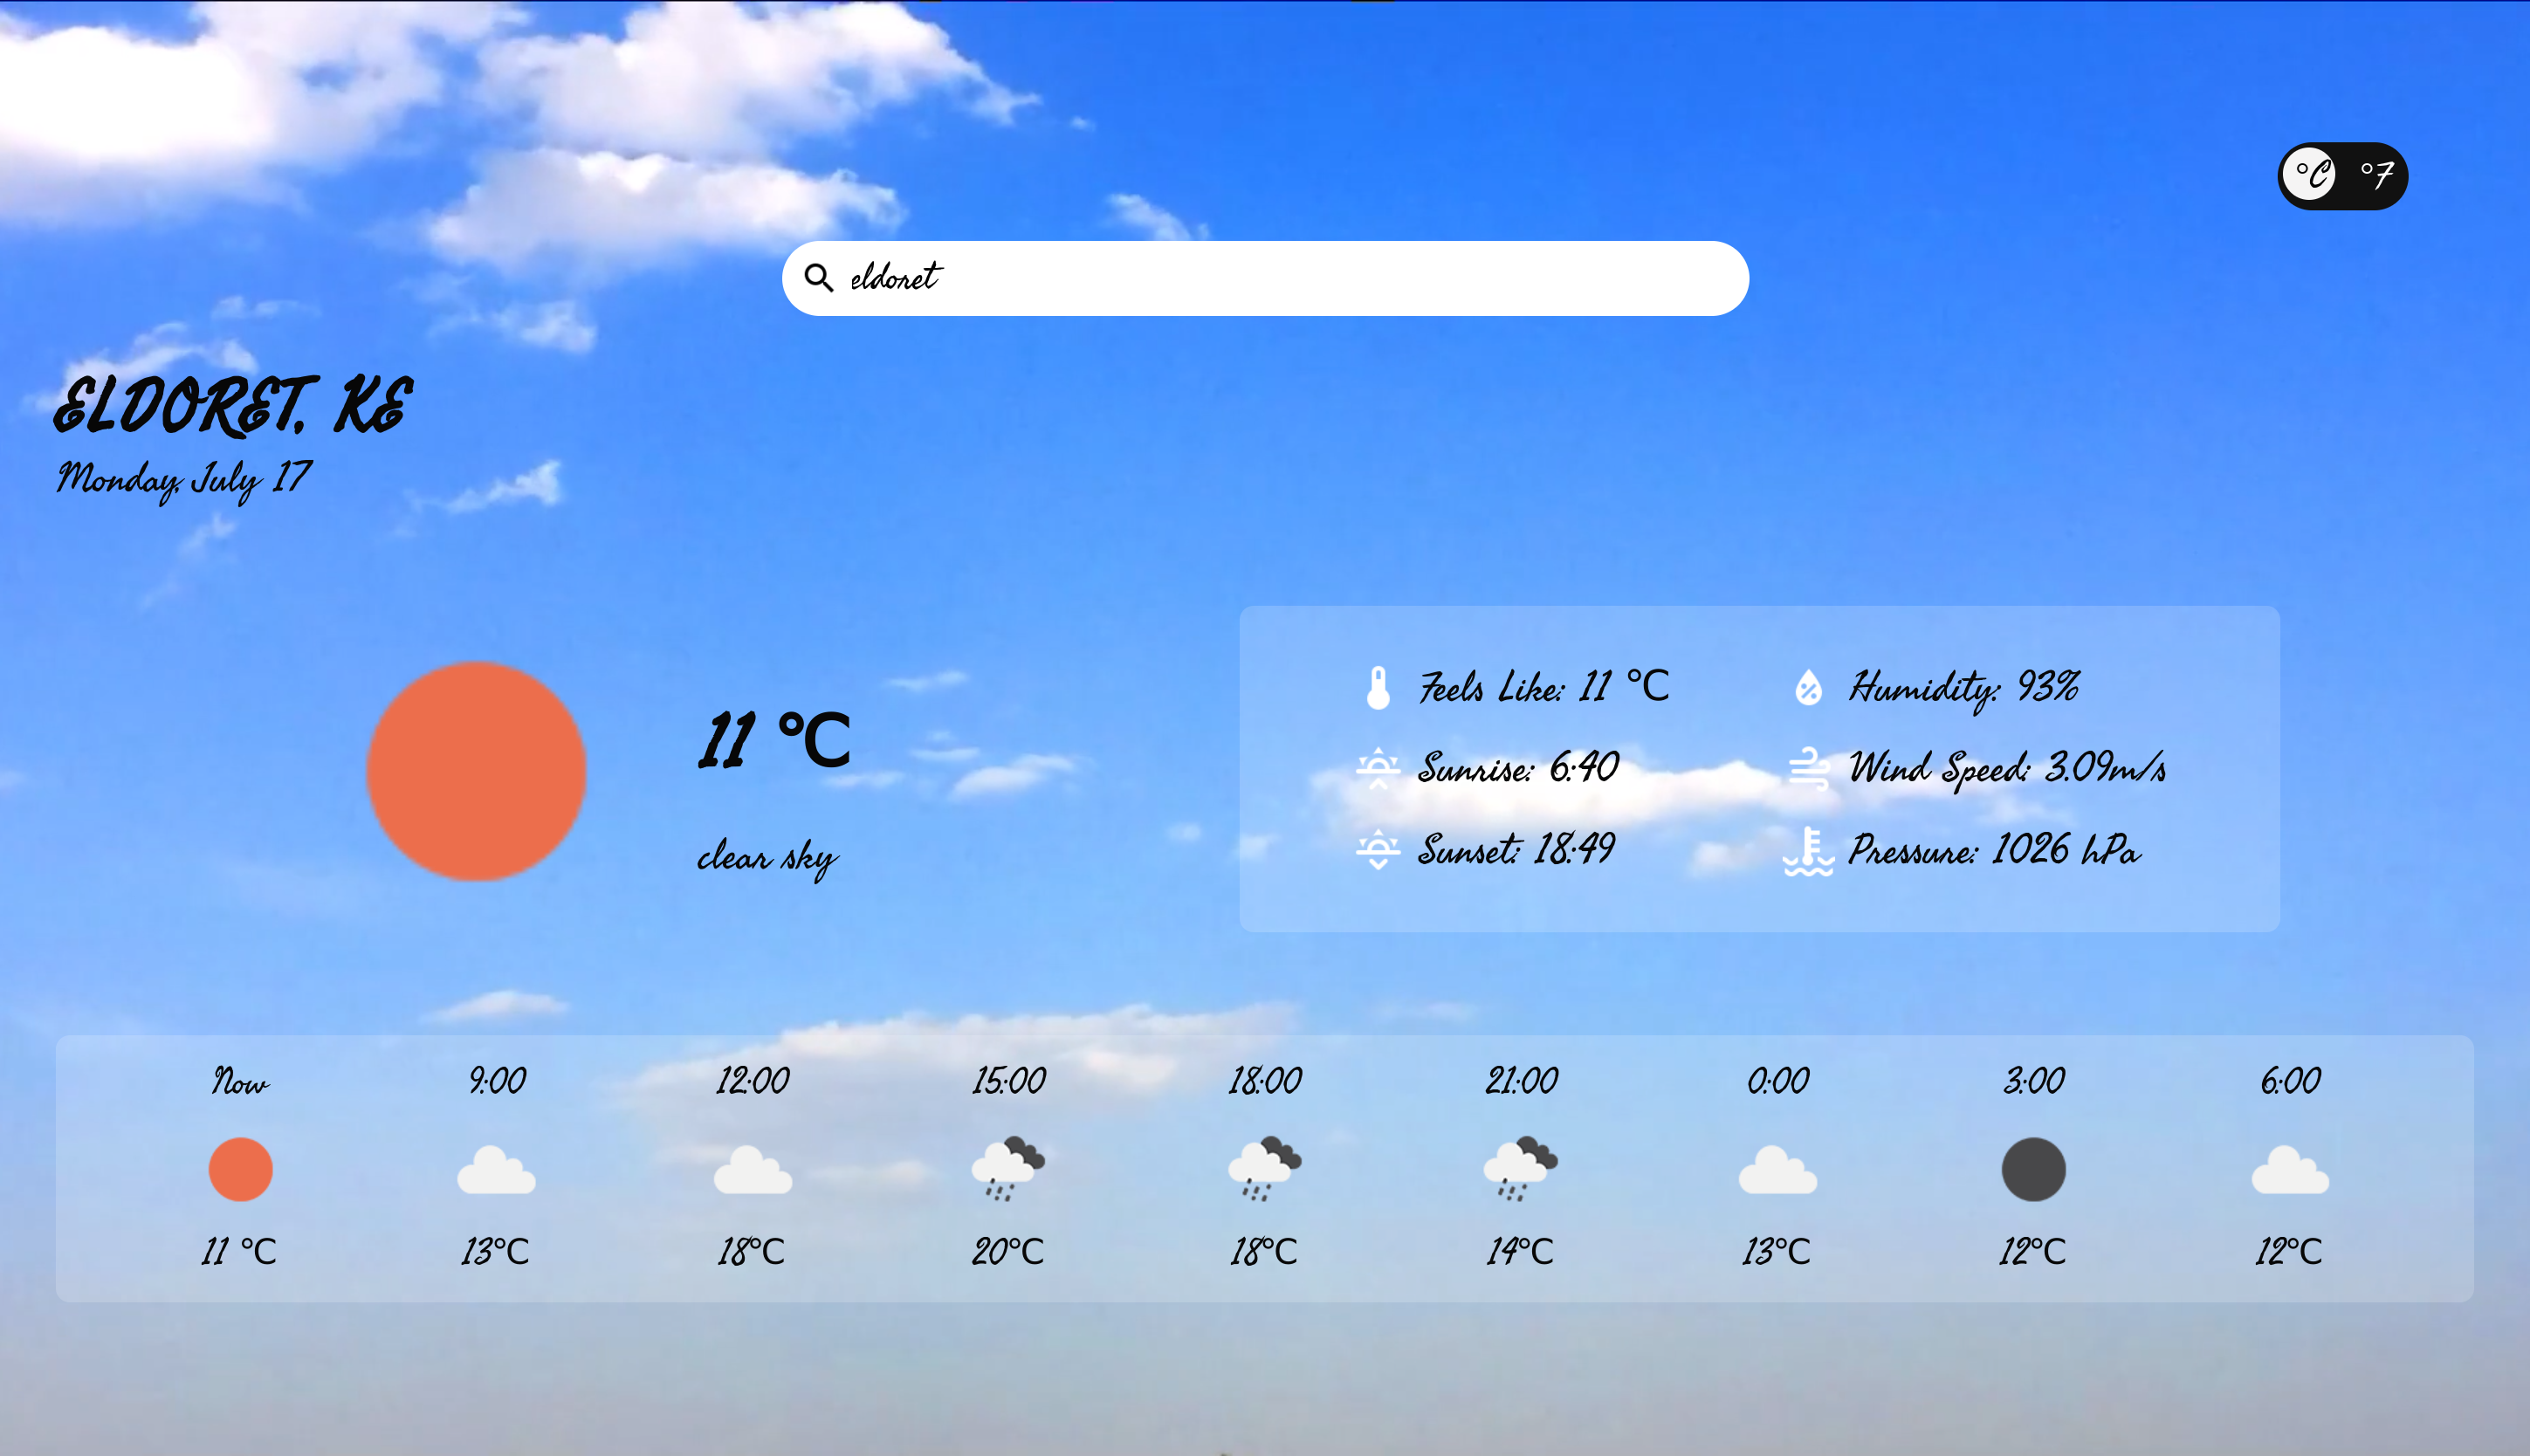 °C °F
eldoret
ELDORET, KE
Monday, July 17
11 °C
clear sky
Feels Like: 11 °C
Humidity: 93%
Sunrise: 6:40
Wind Speed: 3.09m/s
Sunset: 18:49
Pressure: 1026 hPa
Now 9:00 12:00 15:00 18:00 21:00 0:00 3:00 6:00
11 °C 13°C 18°C 20°C 18°C 14°C 13°C 12°C 12°C